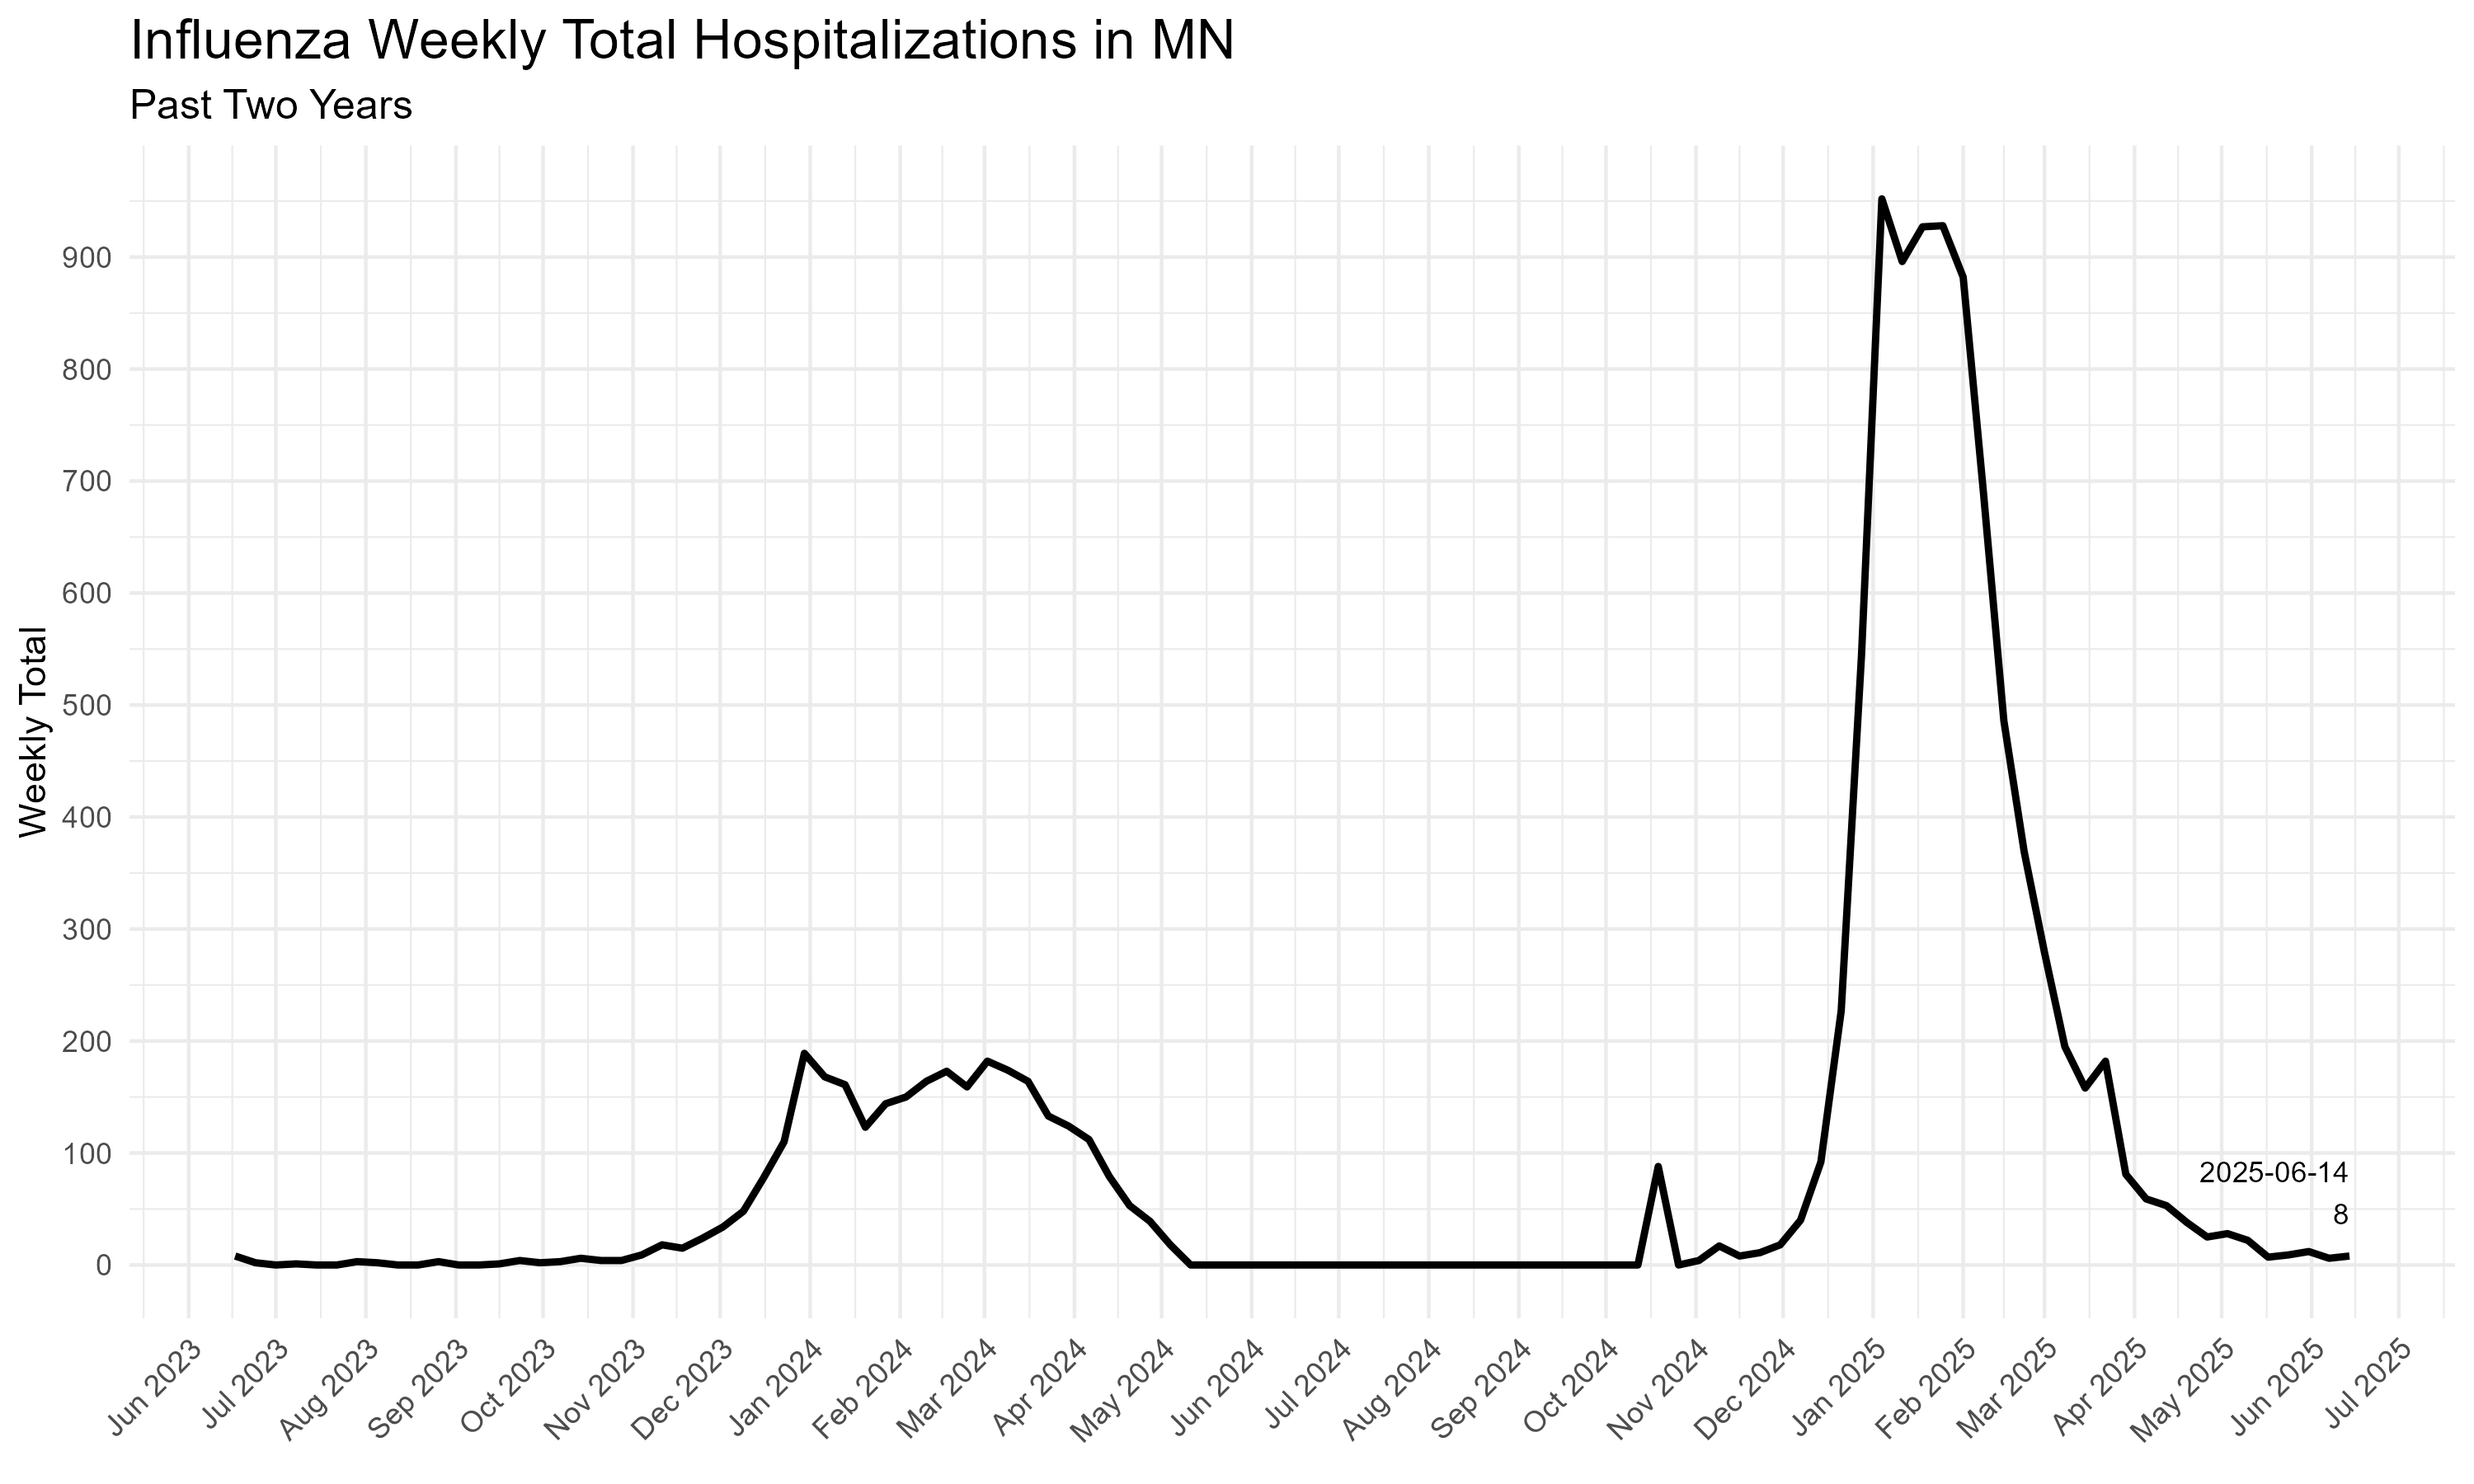 Influenza Weekly Total Hospitalizations in MN
Past Two Years
Weekly Total
900
800
700
600
500
400
300
200
100
0
2025-06-14
8
Jun 2023
Jul 2023
Aug 2023
Sep 2023
Oct 2023
Nov 2023
Dec 2023
Jan 2024
Feb 2024
Mar 2024
Apr 2024
May 2024
Jun 2024
Jul 2024
Aug 2024
Sep 2024
Oct 2024
Nov 2024
Dec 2024
Jan 2025
Feb 2025
Mar 2025
Apr 2025
May 2025
Jun 2025
Jul 2025